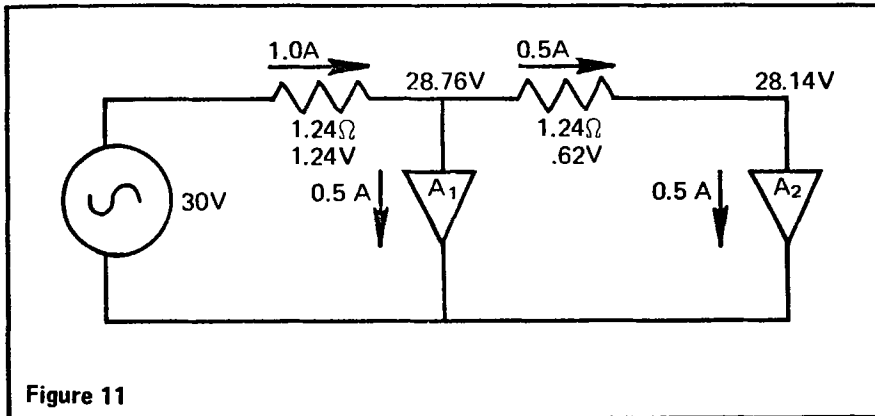 1.0A
0.5A
28.76V
28.14V
1.24Ω
1.24V
1.24Ω
.62V
30V
0.5 A
A1
0.5 A
A2
Figure 11